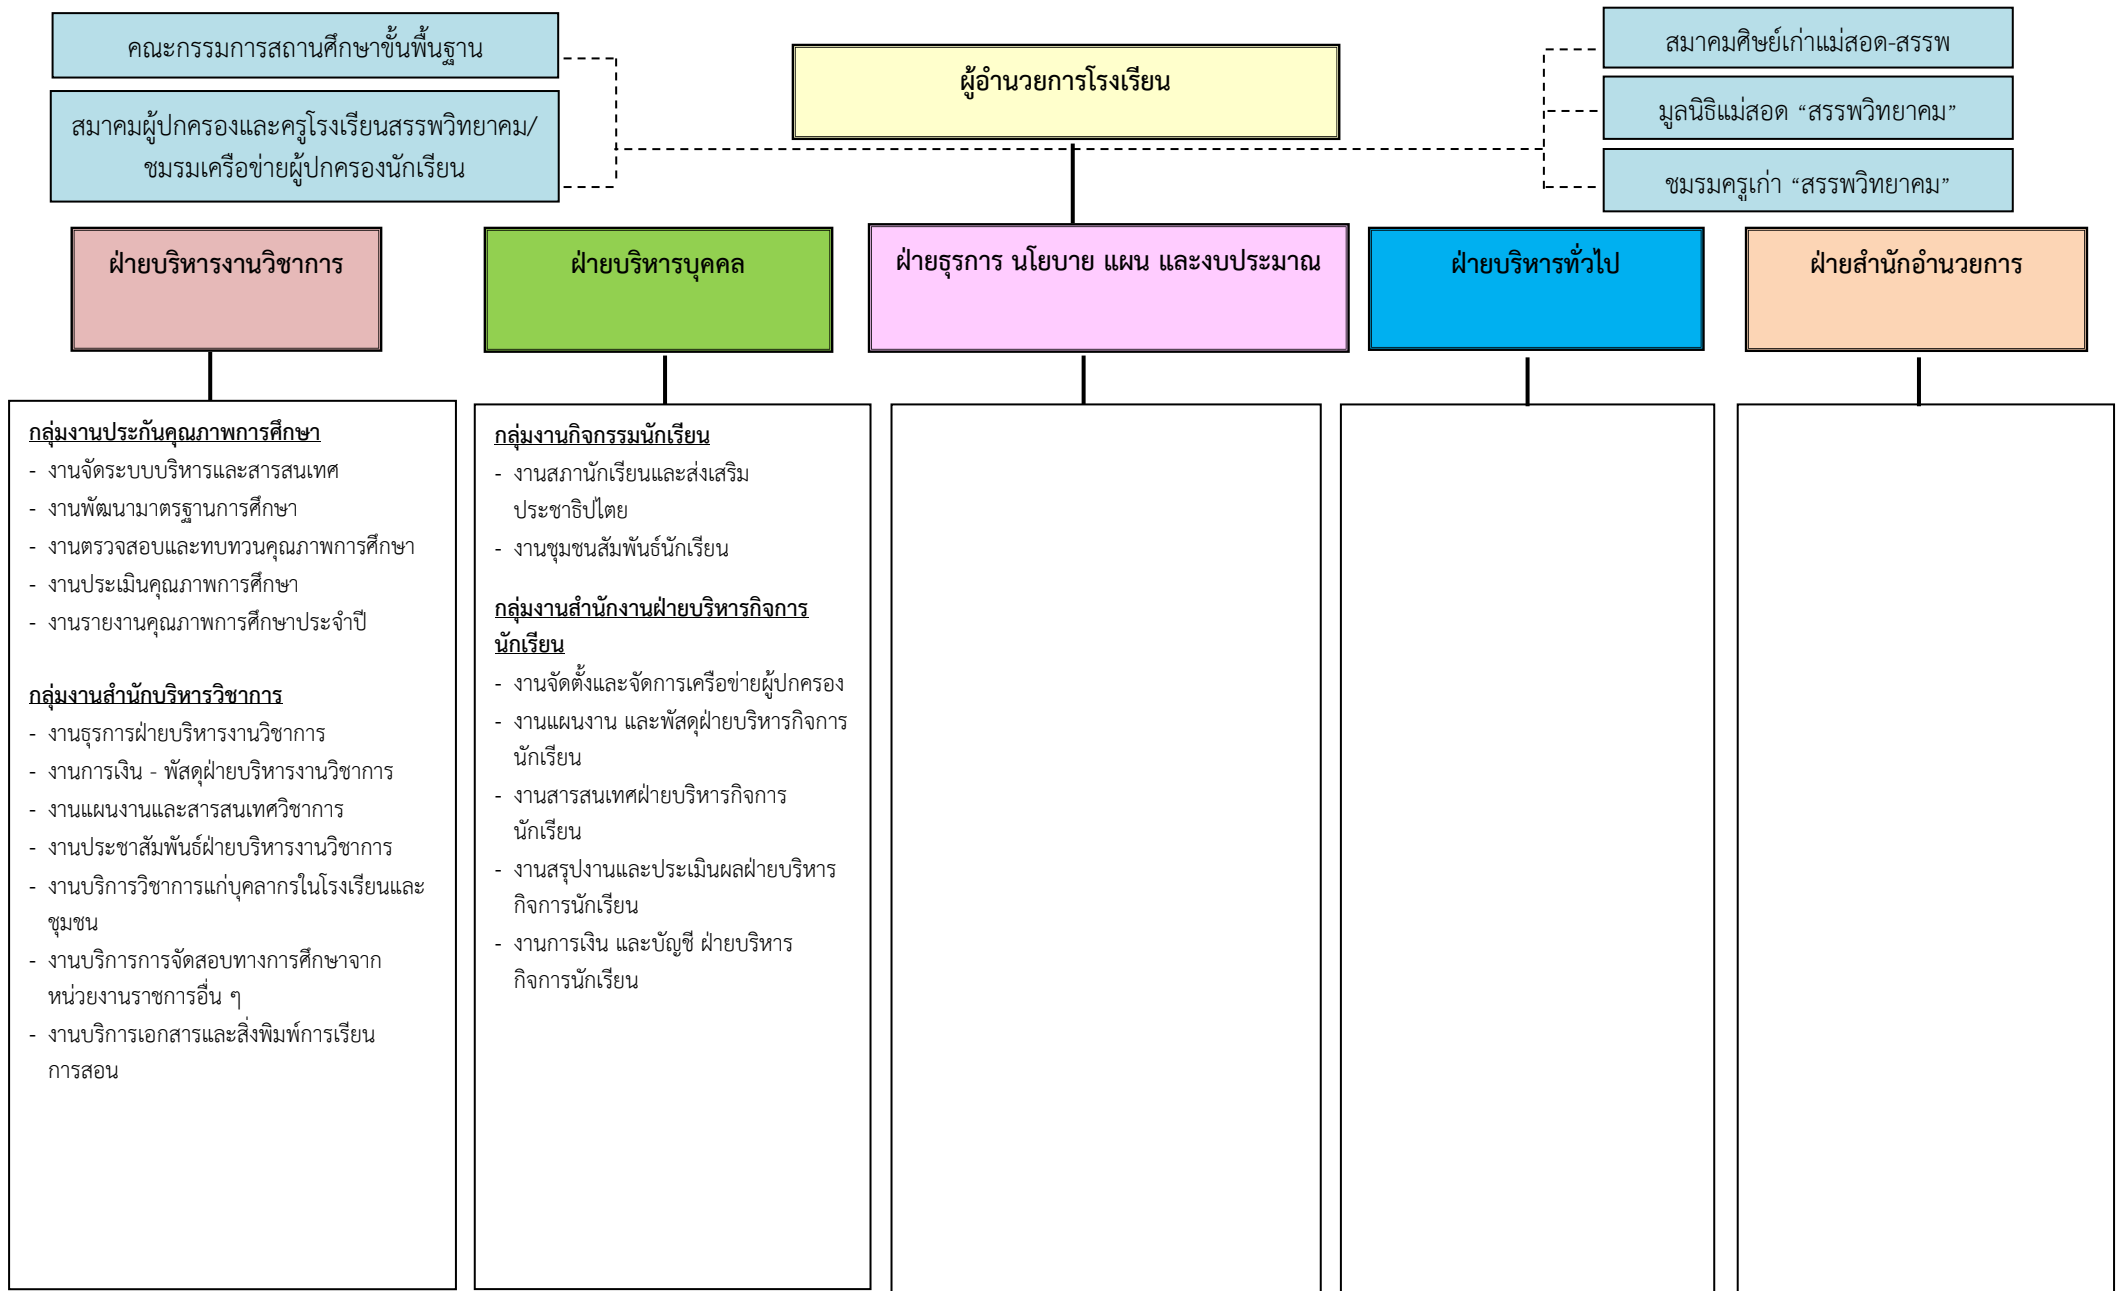 คณะกรรมการสถานศึกษาขั้นพื้นฐาน
สมาคมผู้ปกครองและครูโรงเรียนสรรพวิทยาคม/
ชมรมเครือข่ายผู้ปกครองนักเรียน
ผู้อำนวยการโรงเรียน
สมาคมศิษย์เก่าแม่สอด-สรรพ
มูลนิธิแม่สอด “สรรพวิทยาคม”
ชมรมครูเก่า “สรรพวิทยาคม”
ฝ่ายบริหารงานวิชาการ
ฝ่ายบริหารบุคคล
ฝ่ายธุรการ นโยบาย แผน และงบประมาณ
ฝ่ายบริหารทั่วไป
ฝ่ายสำนักอำนวยการ
กลุ่มงานประกันคุณภาพการศึกษา
- งานจัดระบบบริหารและสารสนเทศ
- งานพัฒนามาตรฐานการศึกษา
- งานตรวจสอบและทบทวนคุณภาพการศึกษา
- งานประเมินคุณภาพการศึกษา
- งานรายงานคุณภาพการศึกษาประจำปี
กลุ่มงานสำนักบริหารวิชาการ
- งานธุรการฝ่ายบริหารงานวิชาการ
- งานการเงิน - พัสดุฝ่ายบริหารงานวิชาการ
- งานแผนงานและสารสนเทศวิชาการ
- งานประชาสัมพันธ์ฝ่ายบริหารงานวิชาการ
- งานบริการวิชาการแก่บุคลากรในโรงเรียนและ
ชุมชน
- งานบริการการจัดสอบทางการศึกษาจาก
หน่วยงานราชการอื่น ๆ
- งานบริการเอกสารและสิ่งพิมพ์การเรียน
การสอน
กลุ่มงานกิจกรรมนักเรียน
- งานสภานักเรียนและส่งเสริม
ประชาธิปไตย
- งานชุมชนสัมพันธ์นักเรียน
กลุ่มงานสำนักงานฝ่ายบริหารกิจการ
นักเรียน
- งานจัดตั้งและจัดการเครือข่ายผู้ปกครอง
- งานแผนงาน และพัสดุฝ่ายบริหารกิจการ
นักเรียน
- งานสารสนเทศฝ่ายบริหารกิจการ
นักเรียน
- งานสรุปงานและประเมินผลฝ่ายบริหาร
กิจการนักเรียน
- งานการเงิน และบัญชี ฝ่ายบริหาร
กิจการนักเรียน